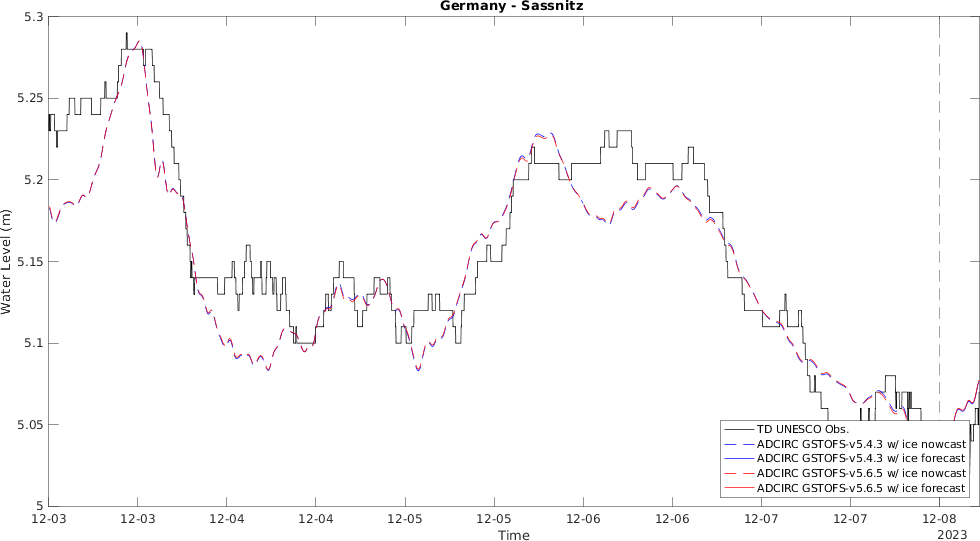 Germany - Sassnitz
5.3
5.25
5.2
5.15
5.1
5.05
5
Water Level (m)
TD UNESCO Obs.
ADCIRC GSTOFS-v5.4.3 w/ ice nowcast
ADCIRC GSTOFS-v5.4.3 w/ ice forecast
ADCIRC GSTOFS-v5.6.5 w/ ice nowcast
ADCIRC GSTOFS-v5.6.5 w/ ice forecast
12-03 12-03 12-04 12-04 12-05 12-05 12-06 12-06 12-07 12-07 12-08
Time 2023